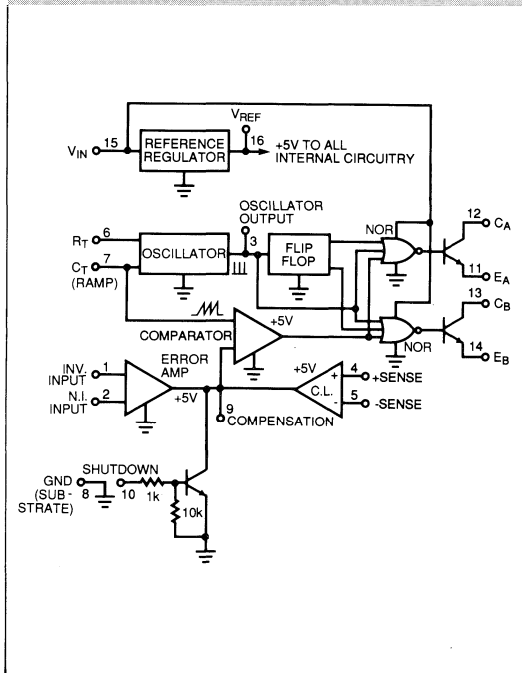 VREF
VIN 15
REFERENCE
REGULATOR
16
+5V TO ALL
INTERNAL CIRCUITRY
OSCILLATOR
OUTPUT
3
RT 6
CT 7
(RAMP)
OSCILLATOR
FLIP
FLOP
NOR
12 CA
11 EA
13 CB
14 EB
NOR
COMPARATOR
+5V
ERROR
AMP
INV.
INPUT
1
N.I.
INPUT
2
+5V
9
COMPENSATION
+5V
C.L.
+
-
4 +SENSE
5 -SENSE
SHUTDOWN
GND
(SUB-
STRATE)
8
10
1k
10k